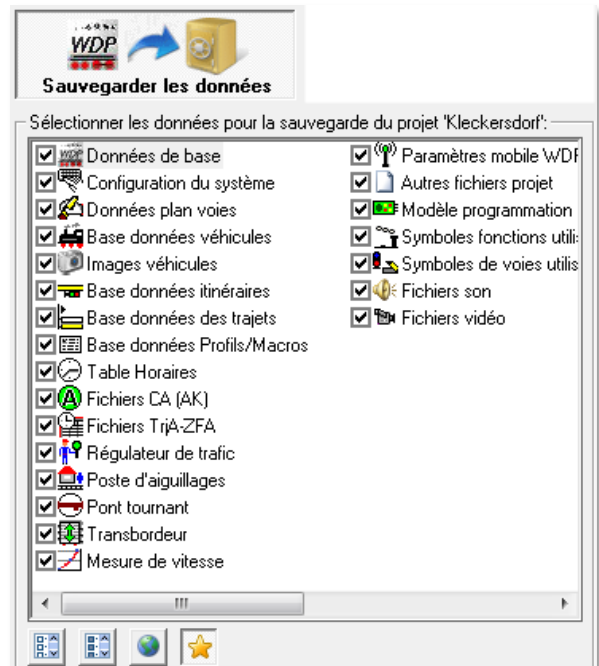 WDP
Sauvegarder les données
Sélectionner les données pour la sauvegarde du projet 'Kleckersdorf':
Données de base
Configuration du système
Données plan voies
Base données véhicules
Images véhicules
Base données itinéraires
Base données des trajets
Base données Profils/Macros
Table Horaires
Fichiers CA (AK)
Fichiers TrjA-ZFA
Régulateur de trafic
Poste d'aiguillages
Pont tournant
Transbordeur
Mesure de vitesse
Paramètres mobile WDP
Autres fichiers projet
Modèle programmation
Symboles fonctions utilis
Symboles de voies utilis
Fichiers son
Fichiers vidéo